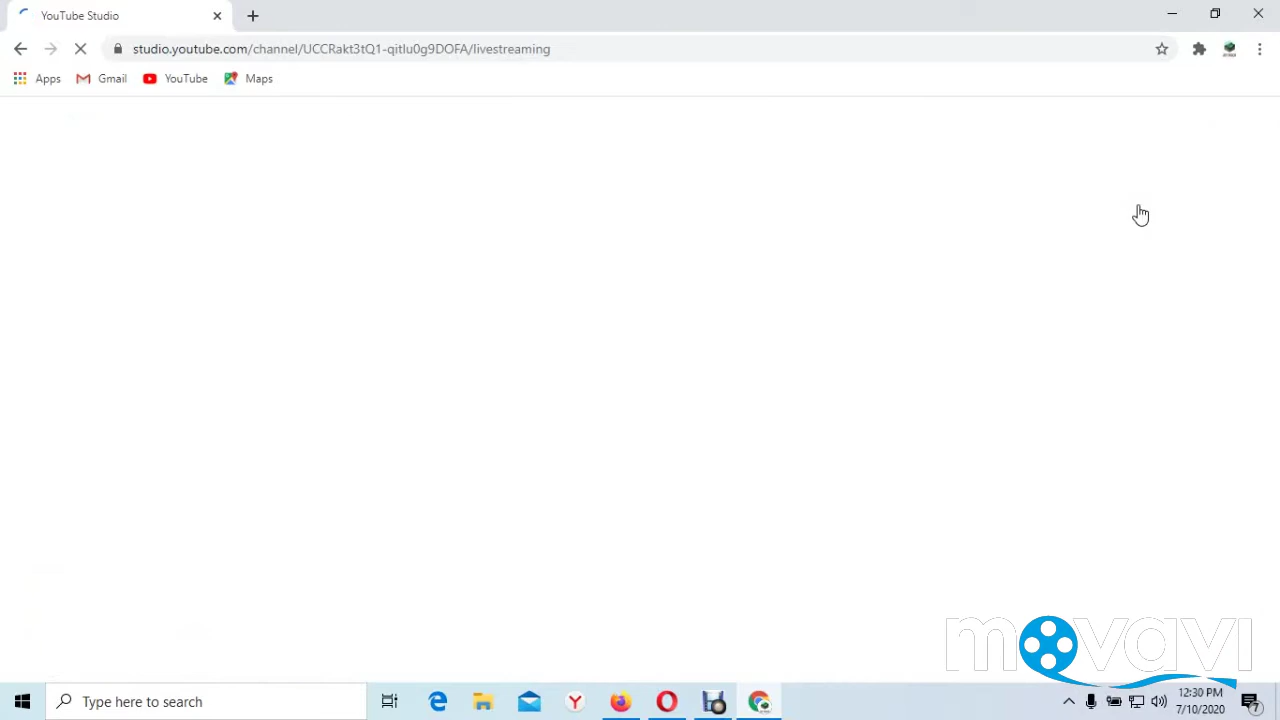 YouTube Studio
studio.youtube.com/channel/UCCRakt3tQ1-qitlu0g9DOFA/livestreaming
Apps Gmail YouTube Maps
movavi
Type here to search
12:30 PM
7/10/2020
7